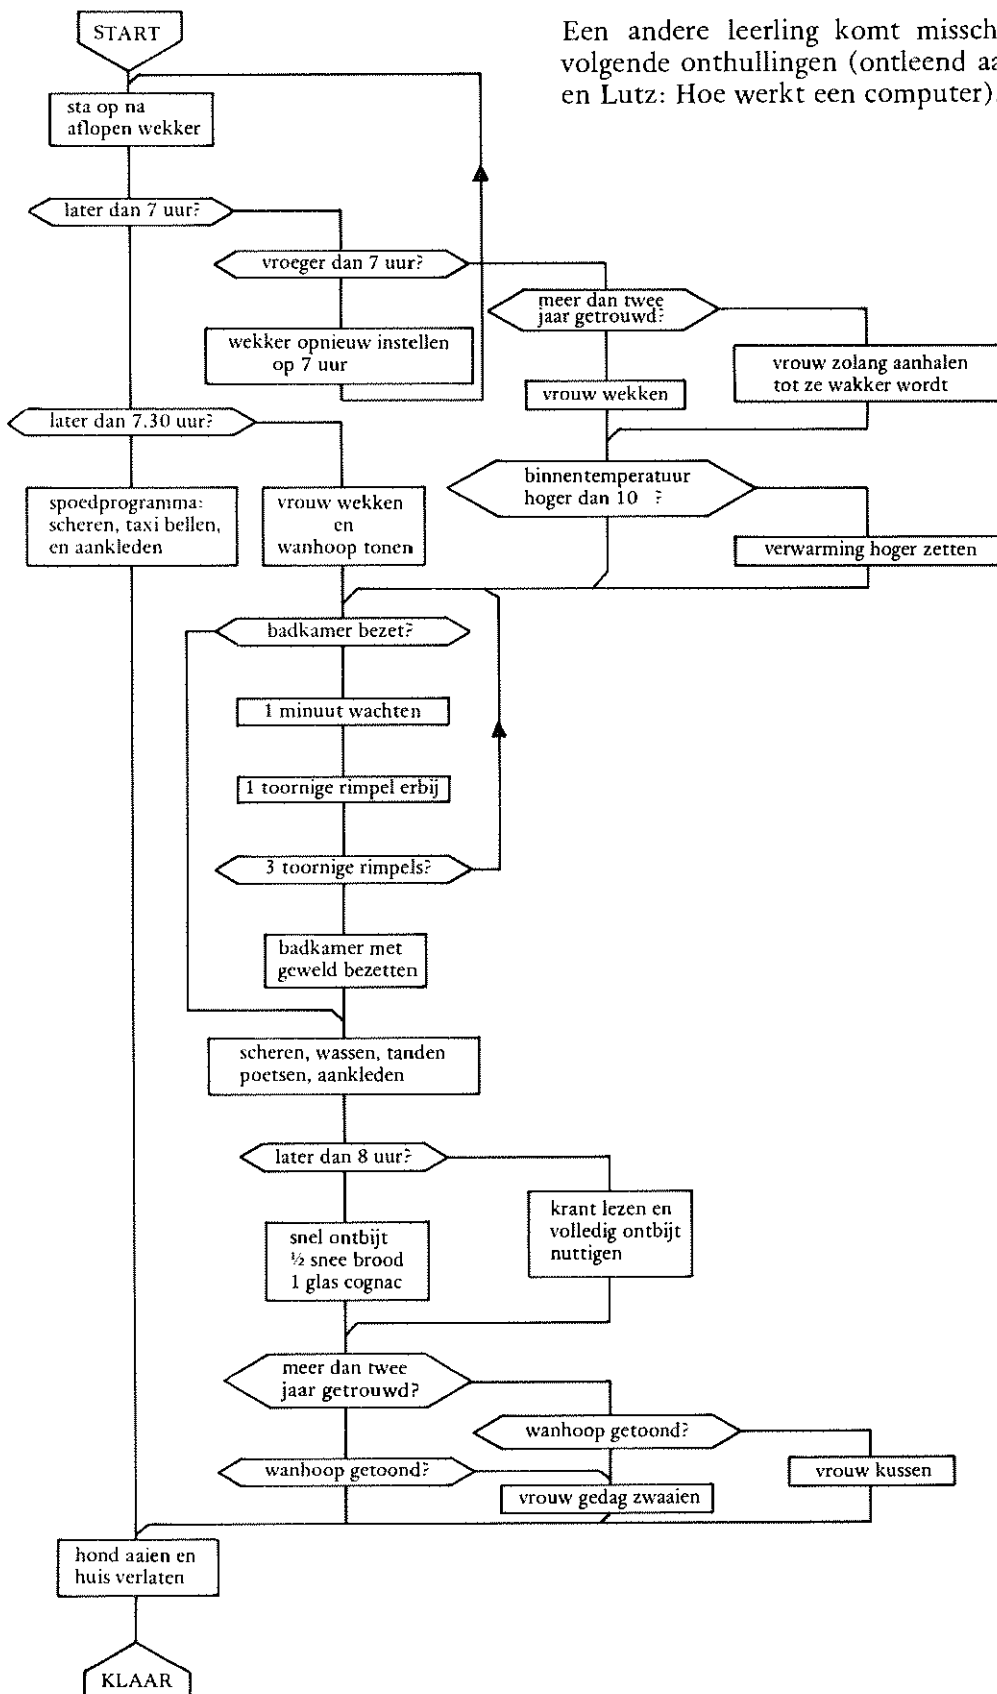 START
Een andere leerling komt
volgende onthullingen (ontleend
en Lutz: Hoe werkt een computer)
sta op na
aflopen wekker
later dan 7 uur?
vroeger dan 7 uur?
meer dan twee
jaar getrouwd?
wekker opnieuw instellen
op 7 uur
vrouw zolang aanhalen
tot ze wakker wordt
vrouw wekken
later dan 7.30 uur?
binnentemperatuur
hoger dan 10 ?
spoedprogramma:
scheren, taxi bellen,
en aankleden
vrouw wekken
en
wanhoop tonen
verwarming hoger zetten
badkamer bezet?
1 minuut wachten
1 toornige rimpel erbij
3 toornige rimpels?
badkamer met
geweld bezetten
scheren, wassen, tanden
poetsen, aankleden
later dan 8 uur?
snel ontbijt
½ snee brood
1 glas cognac
krant lezen en
volledig ontbijt
nuttigen
meer dan twee
jaar getrouwd?
wanhoop getoond?
wanhoop getoond?
vrouw kussen
vrouw gedag zwaaien
hond aaien en
huis verlaten
KLAAR